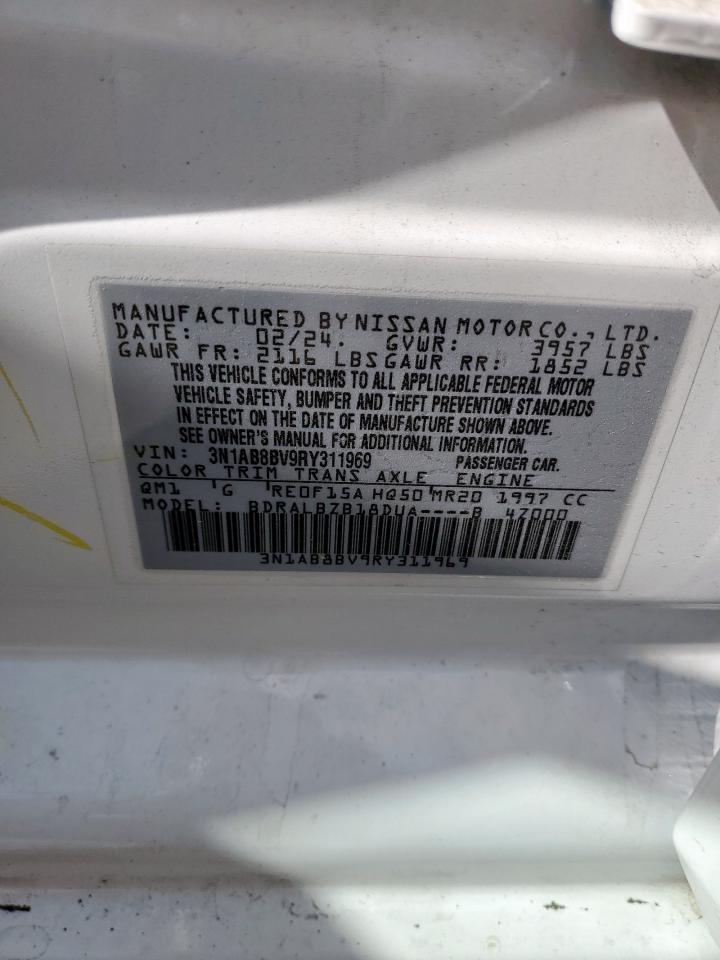 MANUFACTURED BY NISSAN MOTOR CO., LTD.
DATE: 02/24. GVWR: 3957 LBS
GAWR FR: 2116 LBS GAWR RR: 1852 LBS
THIS VEHICLE CONFORMS TO ALL APPLICABLE FEDERAL MOTOR
VEHICLE SAFETY, BUMPER AND THEFT PREVENTION STANDARDS
IN EFFECT ON THE DATE OF MANUFACTURE SHOWN ABOVE.
SEE OWNER'S MANUAL FOR ADDITIONAL INFORMATION.
VIN: 3N1AB8BV9RY311969 PASSENGER CAR.
COLOR TRIM TRANS AXLE ENGINE
QM1 G RE0F15A HQ50 MR20 1997 CC
MODEL: BDRALBZB18DUA----B 47000
3N1AB8BV9RY311969